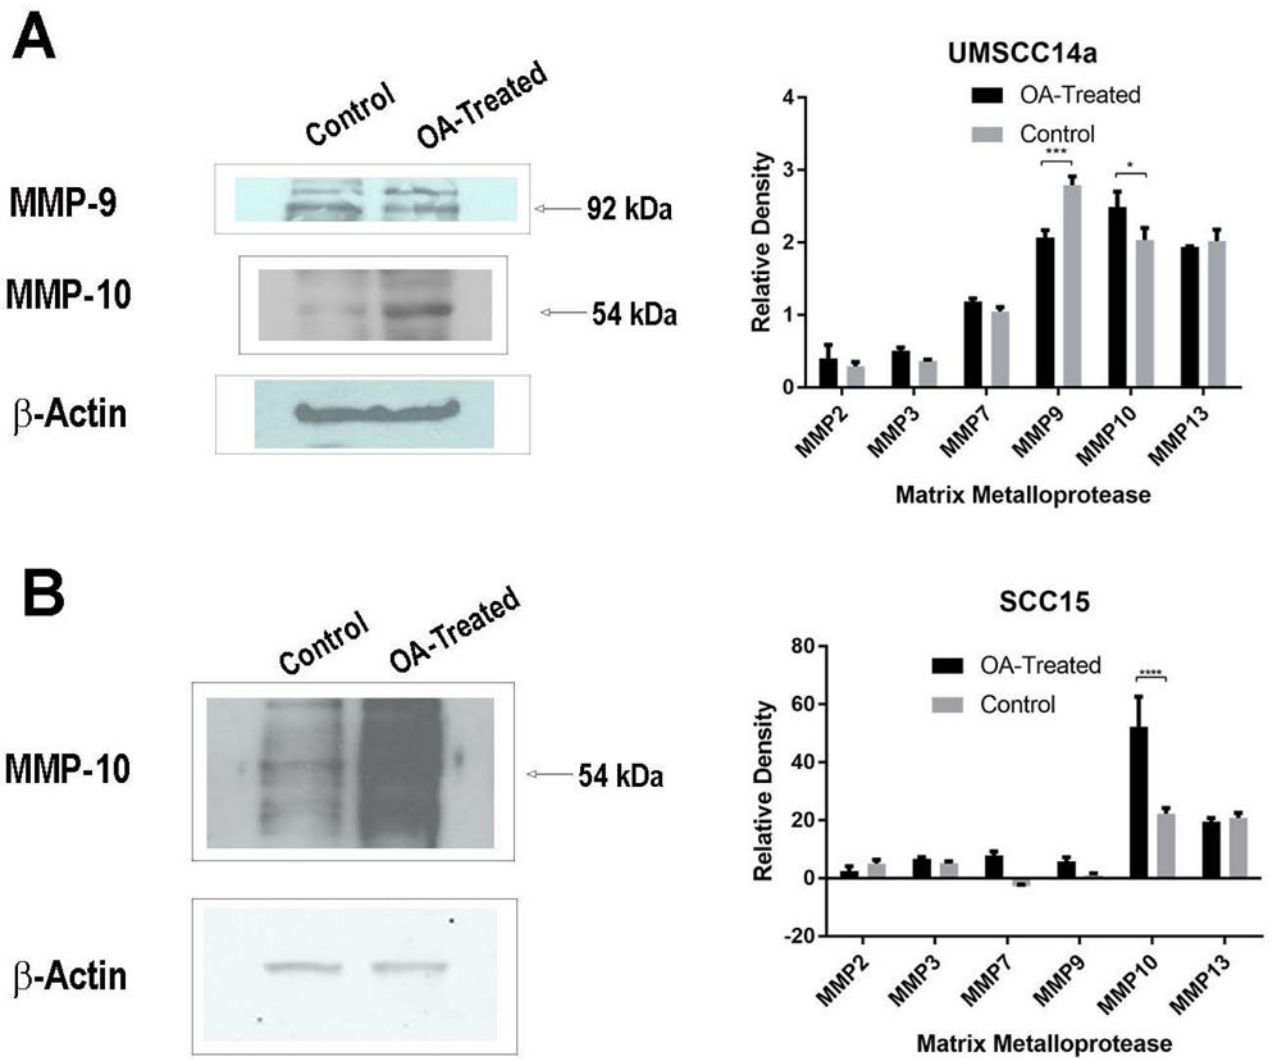 A
Control
OA-Treated
MMP-9
92 kDa
MMP-10
54 kDa
β-Actin
UMSCC14a
OA-Treated
Control
4
3
2
1
0
Relative Density
***
*
MMP2
MMP3
MMP7
MMP9
MMP10
MMP13
Matrix Metalloprotease
B
Control
OA-Treated
MMP-10
54 kDa
β-Actin
SCC15
OA-Treated
Control
80
60
40
20
0
-20
Relative Density
****
MMP2
MMP3
MMP7
MMP9
MMP10
MMP13
Matrix Metalloprotease